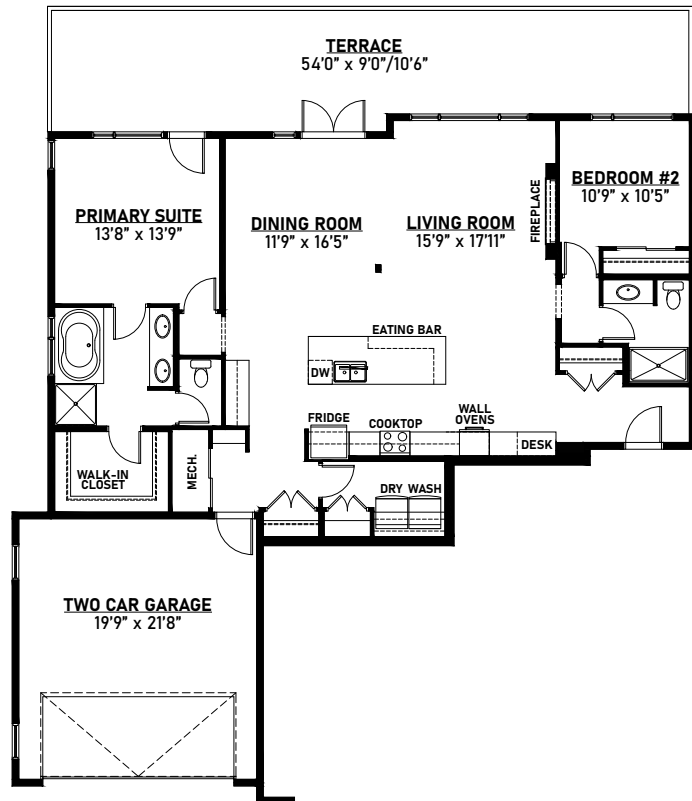 TERRACE
54'0" x 9'0"/10'6"
PRIMARY SUITE
13'8" x 13'9"
DINING ROOM
11'9" x 16'5"
LIVING ROOM
15'9" x 17'11"
FIREPLACE
BEDROOM #2
10'9" x 10'5"
EATING BAR
DW
FRIDGE
COOKTOP
WALL
OVENS
DESK
WALK-IN
CLOSET
MECH.
DRY WASH
TWO CAR GARAGE
19'9" x 21'8"